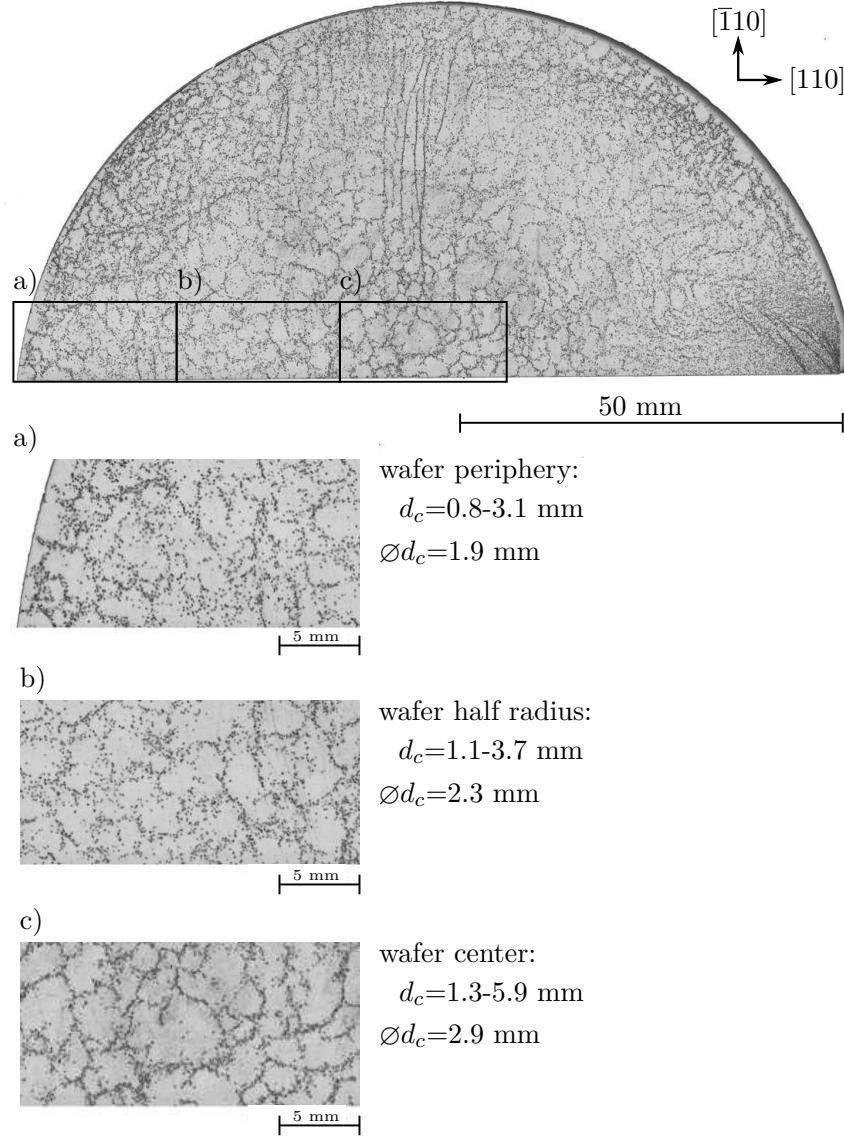 [1̄10]
[110]
a)
b)
c)
50 mm
a)
wafer periphery:
d_c=0.8-3.1 mm
∅d_c=1.9 mm
5 mm
b)
wafer half radius:
d_c=1.1-3.7 mm
∅d_c=2.3 mm
5 mm
c)
wafer center:
d_c=1.3-5.9 mm
∅d_c=2.9 mm
5 mm